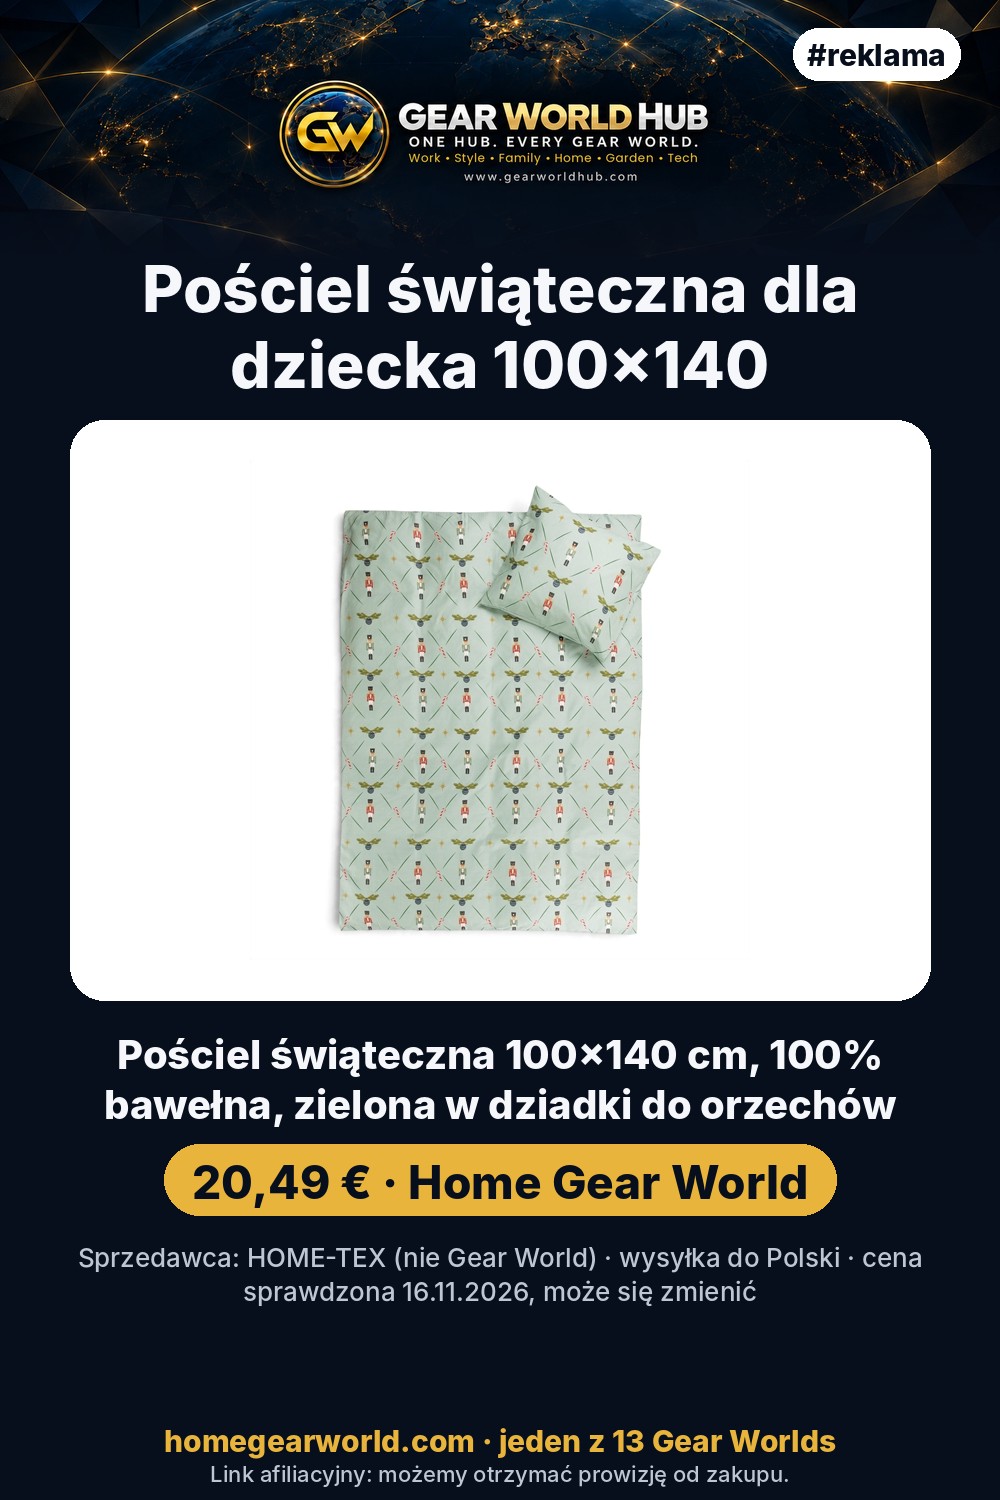 #reklama
GW
GEAR WORLD HUB
ONE HUB. EVERY GEAR WORLD.
Work • Style • Family • Home • Garden • Tech
www.gearworldhub.com
Pościel świąteczna dla
dziecka 100×140
Pościel świąteczna 100×140 cm, 100%
bawełna, zielona w dziadki do orzechów
20,49 € · Home Gear World
Sprzedawca: HOME-TEX (nie Gear World) · wysyłka do Polski · cena
sprawdzona 16.11.2026, może się zmienić
homegearworld.com · jeden z 13 Gear Worlds
Link afiliacyjny: możemy otrzymać prowizję od zakupu.